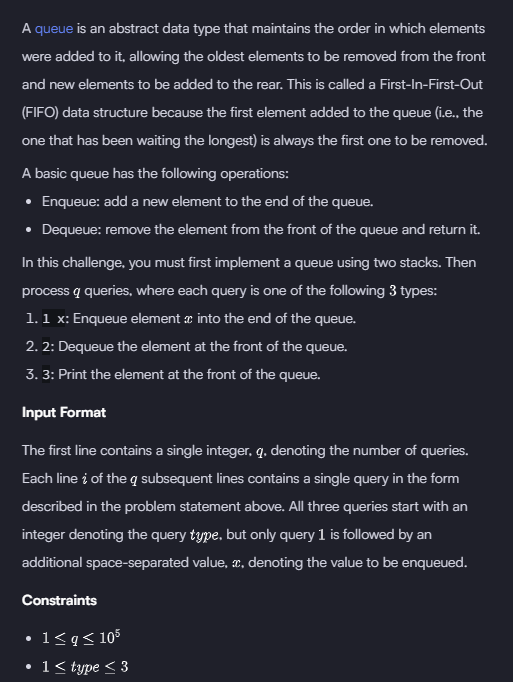 A queue is an abstract data type that maintains the order in which elements
were added to it, allowing the oldest elements to be removed from the front
and new elements to be added to the rear. This is called a First-In-First-Out
(FIFO) data structure because the first element added to the queue (i.e., the
one that has been waiting the longest) is always the first one to be removed.
A basic queue has the following operations:
• Enqueue: add a new element to the end of the queue.
• Dequeue: remove the element from the front of the queue and return it.
In this challenge, you must first implement a queue using two stacks. Then
process q queries, where each query is one of the following 3 types:
1. 1 x: Enqueue element x into the end of the queue.
2. 2: Dequeue the element at the front of the queue.
3. 3: Print the element at the front of the queue.
Input Format
The first line contains a single integer, q, denoting the number of queries.
Each line i of the q subsequent lines contains a single query in the form
described in the problem statement above. All three queries start with an
integer denoting the query type, but only query 1 is followed by an
additional space-separated value, x, denoting the value to be enqueued.
Constraints
• 1 ≤ q ≤ 10⁵
• 1 ≤ type ≤ 3